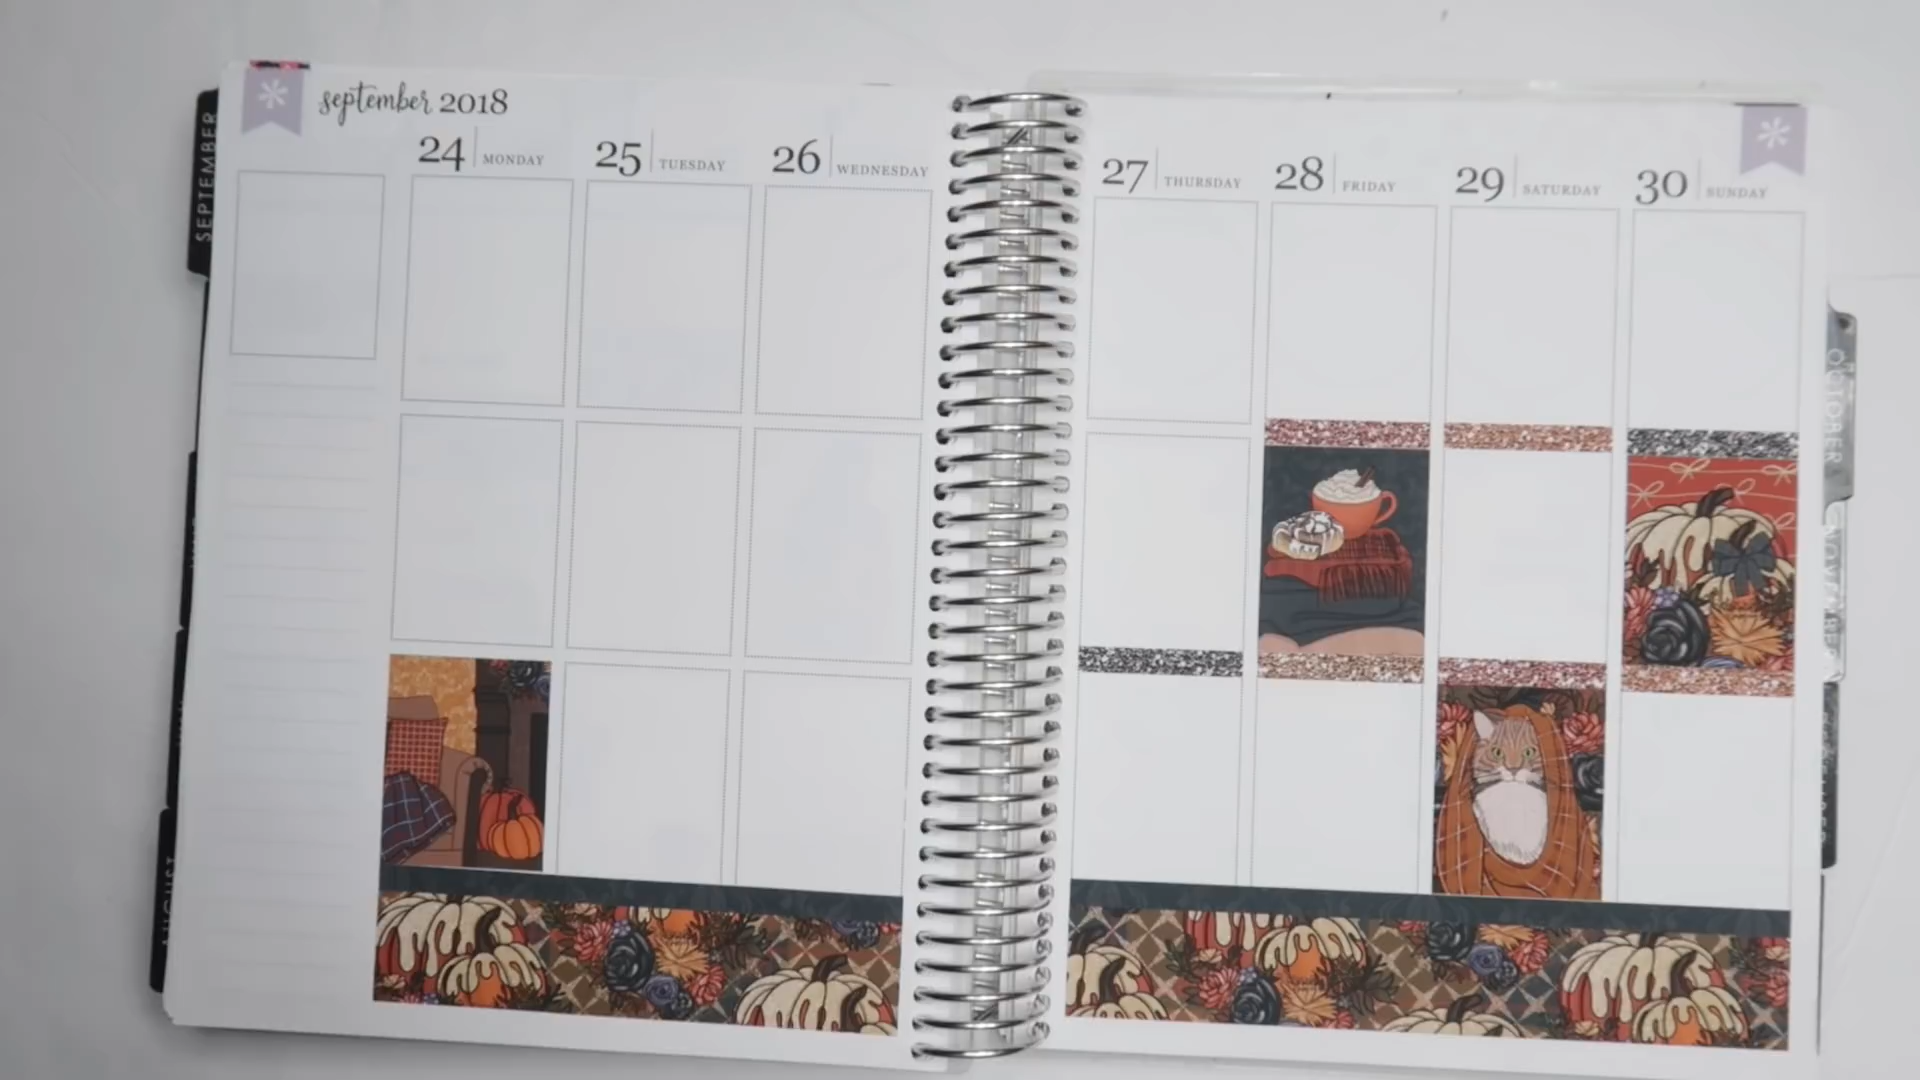 september 2018
24 MONDAY
25 TUESDAY
26 WEDNESDAY
27 THURSDAY
28 FRIDAY
29 SATURDAY
30 SUNDAY
SEPTEMBER
AUGUST
OCTOBER
NOVEMBER